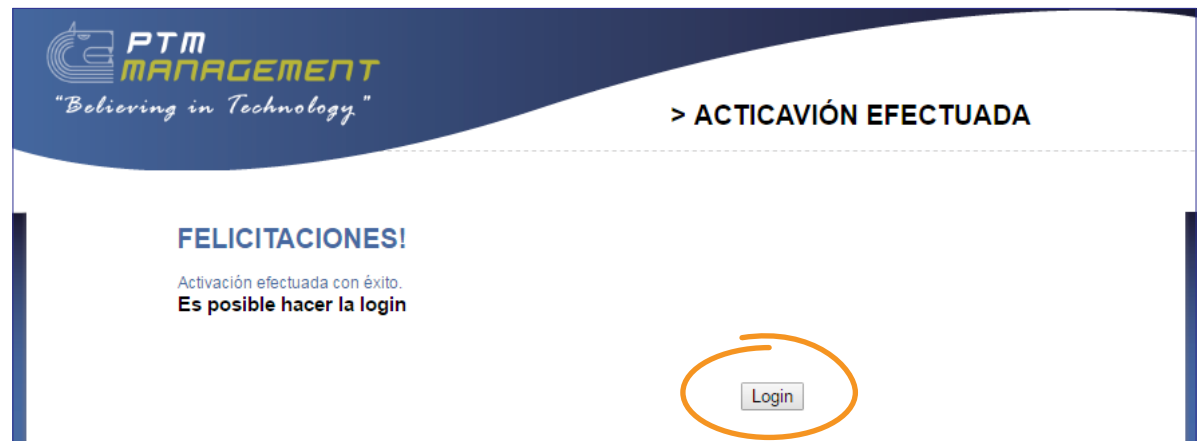 PTM
MANAGEMENT
"Believing in Technology"
> ACTICAVIÓN EFECTUADA
FELICITACIONES!
Activación efectuada con éxito.
Es posible hacer la login
Login